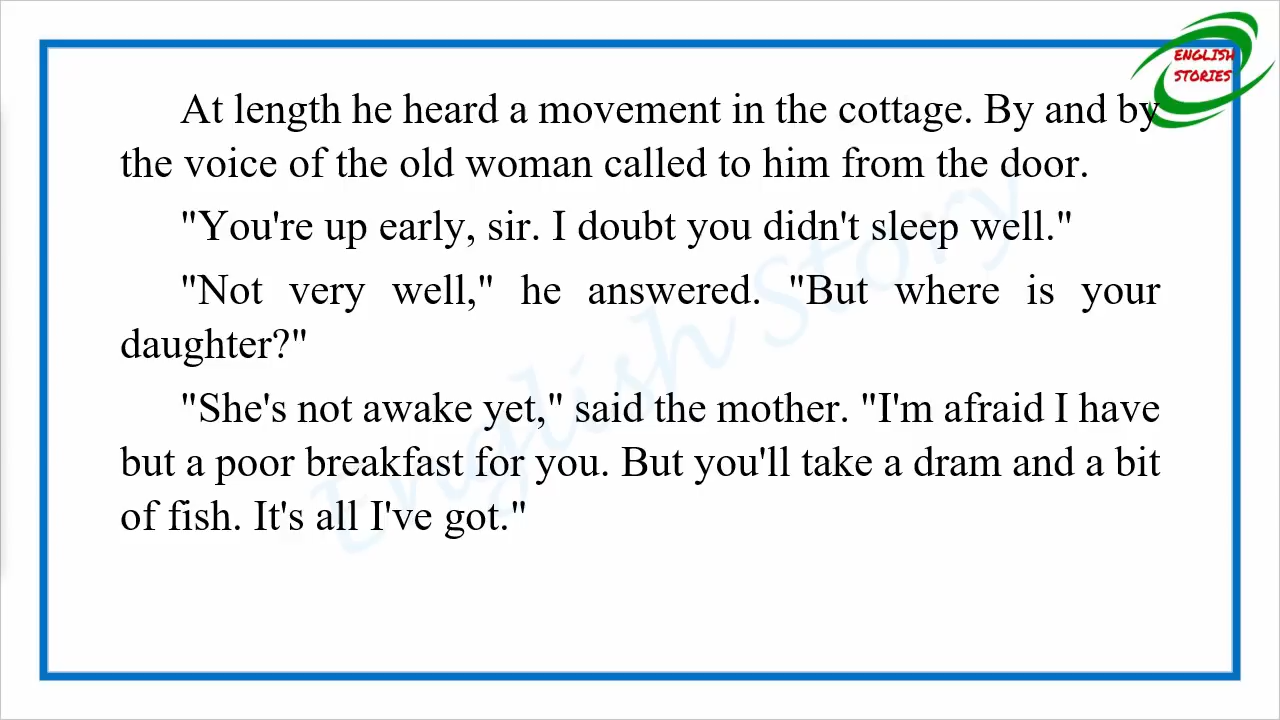 ENGLISH
STORIES
At length he heard a movement in the cottage. By and by
the voice of the old woman called to him from the door.
"You're up early, sir. I doubt you didn't sleep well."
"Not very well," he answered. "But where is your
daughter?"
"She's not awake yet," said the mother. "I'm afraid I have
but a poor breakfast for you. But you'll take a dram and a bit
of fish. It's all I've got."
English Story